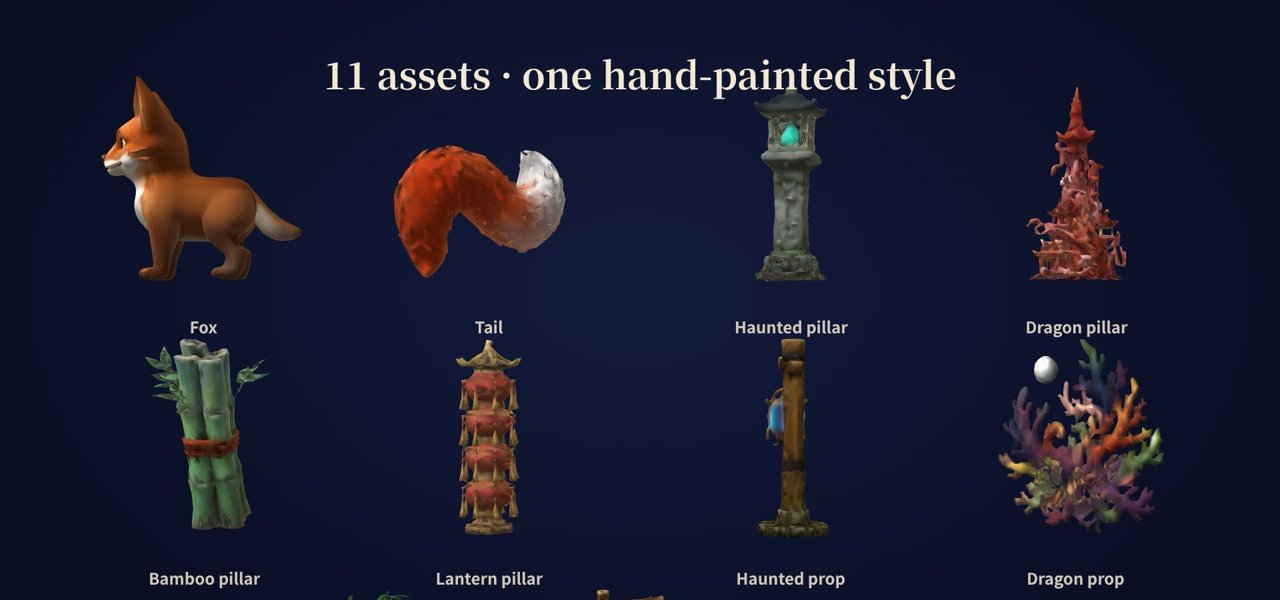 11 assets · one hand-painted style
Fox
Tail
Haunted pillar
Dragon pillar
Bamboo pillar
Lantern pillar
Haunted prop
Dragon prop